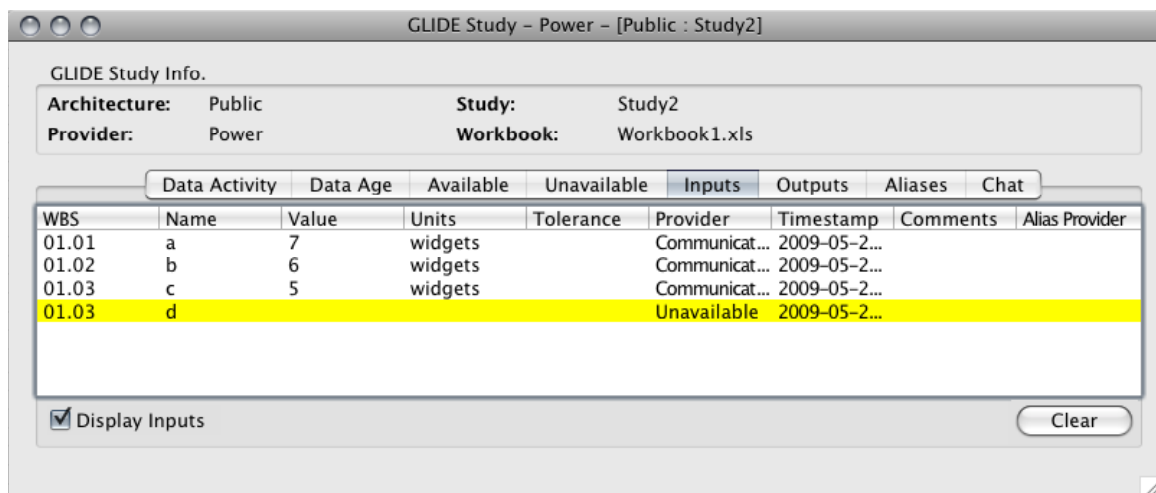 GLIDE Study – Power – [Public : Study2]
GLIDE Study Info.
Architecture: Public Study: Study2
Provider: Power Workbook: Workbook1.xls
Data Activity Data Age Available Unavailable Inputs Outputs Aliases Chat
WBS Name Value Units Tolerance Provider Timestamp Comments Alias Provider
01.01 a 7 widgets Communicat... 2009–05–2...
01.02 b 6 widgets Communicat... 2009–05–2...
01.03 c 5 widgets Communicat... 2009–05–2...
01.03 d Unavailable 2009–05–2...
Display Inputs Clear